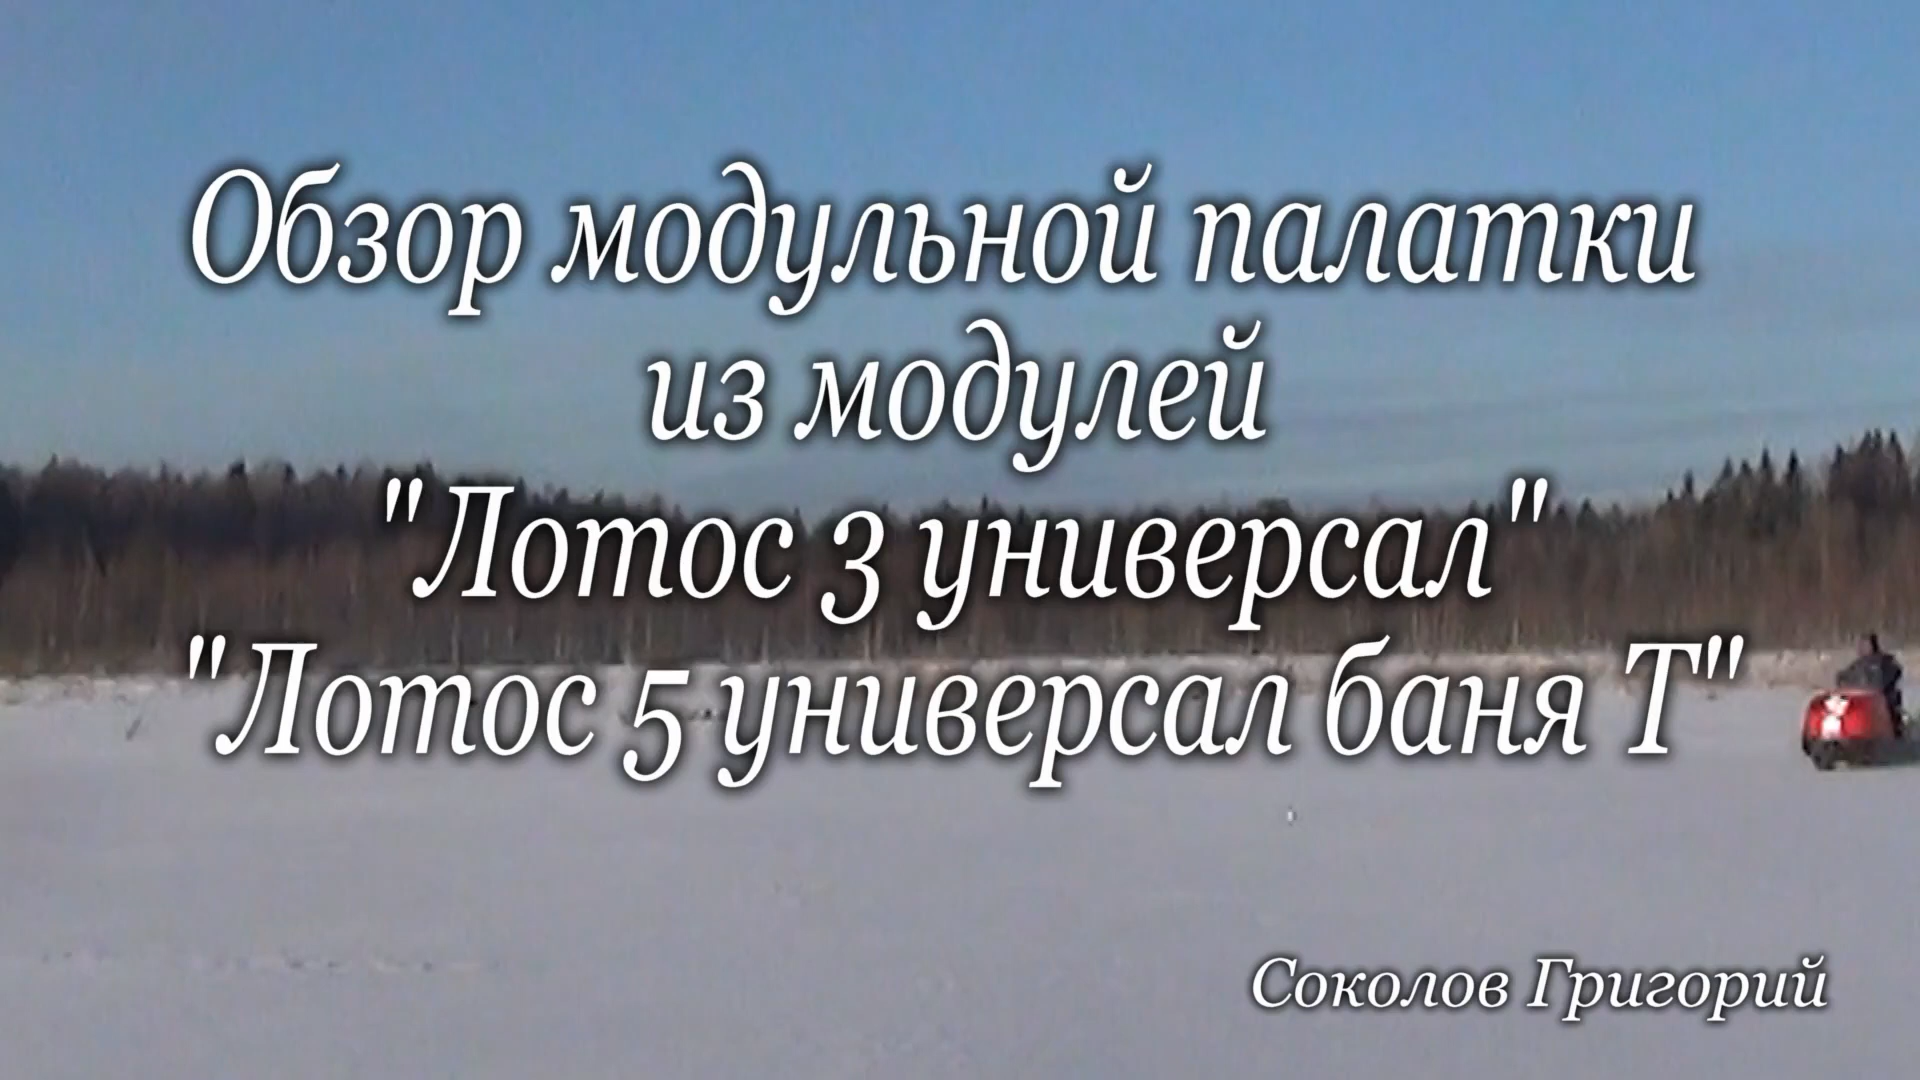 Обзор модульной палатки
из модулей
"Лотос 3 универсал"
"Лотос 5 универсал баня Т"
Соколов Григорий